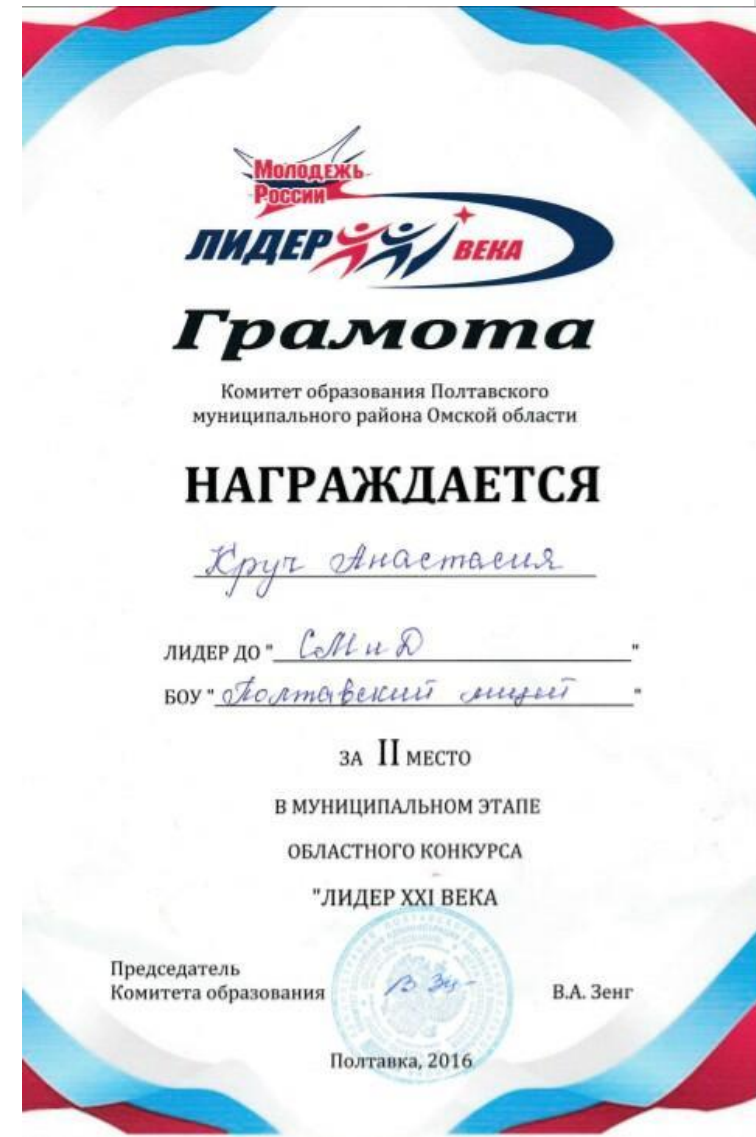 Молодежь
России
ЛИДЕР ВЕКА
Грамота
Комитет образования Полтавского
муниципального района Омской области
НАГРАЖДАЕТСЯ
Круч Анастасия
ЛИДЕР ДО " СМиД "
БОУ " Полтавский лицей "
ЗА II МЕСТО
В МУНИЦИПАЛЬНОМ ЭТАПЕ
ОБЛАСТНОГО КОНКУРСА
"ЛИДЕР XXI ВЕКА
Председатель
Комитета образования В.А. Зенг
Полтавка, 2016